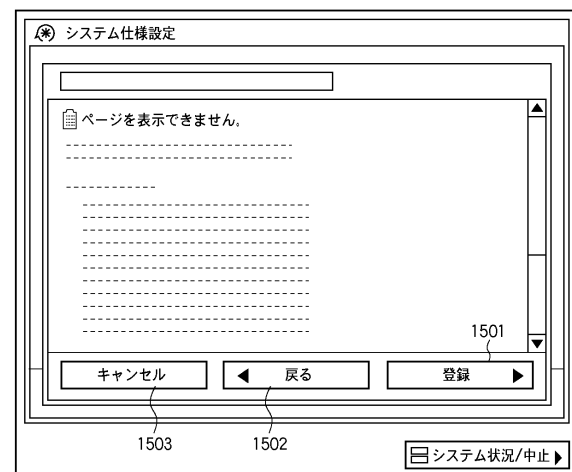 システム仕様設定
ページを表示できません。
1501
キャンセル
戻る
登録
1503
1502
システム状況/中止